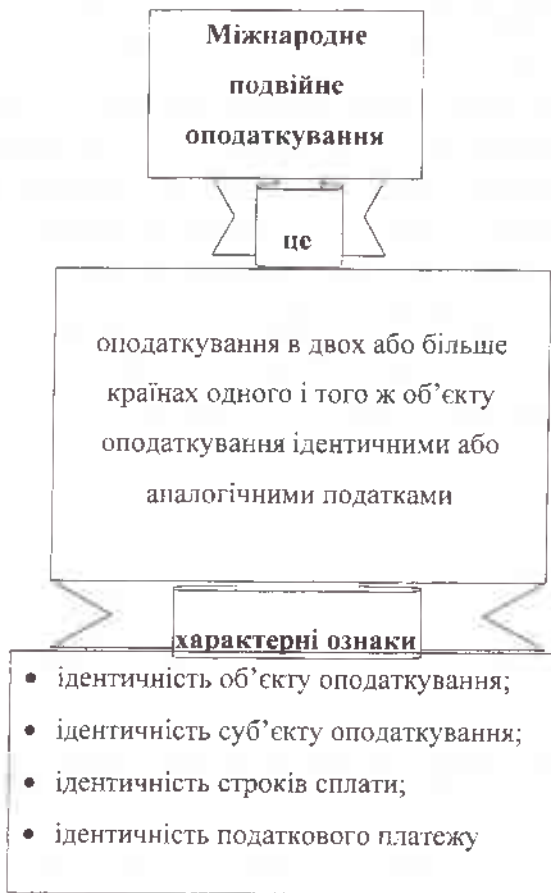 Міжнародне
подвійне
оподаткування
це
оподаткування в двох або більше
країнах одного і того ж об’єкту
оподаткування ідентичними або
аналогічними податками
характерні ознаки
• ідентичність об’єкту оподаткування;
• ідентичність суб’єкту оподаткування;
• ідентичність строків сплати;
• ідентичність податкового платежу